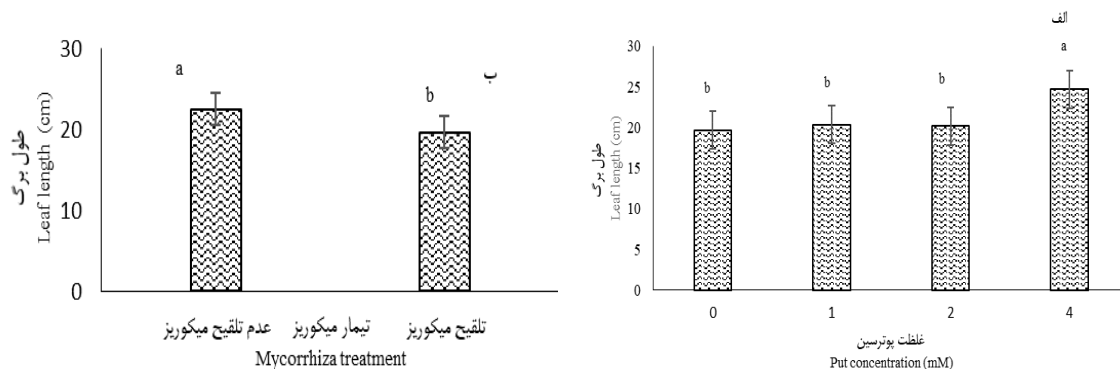 الف
30
25
20
15
10
5
0
طول برگ
Leaf length (cm)
b
b
b
a
0
1
2
4
غلظت پوترسین
Put concentration (mM)
ب
30
20
10
0
طول برگ
Leaf length (cm)
a
b
عدم تلقیح میکوریز
تیمار میکوریز
تلقیح میکوریز
Mycorrhiza treatment